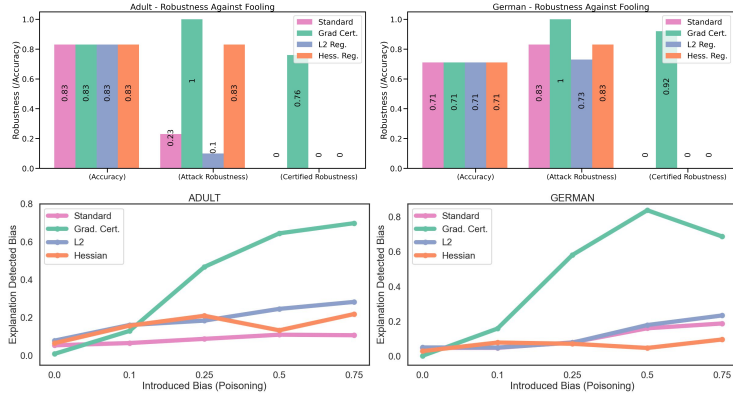 Adult - Robustness Against Fooling
Robustness (/Accuracy)
1.0
0.8
0.6
0.4
0.2
0.0
Standard
Grad Cert.
L2 Reg.
Hess. Reg.
0.83
0.83
0.83
0.83
0.23
1
0.1
0.83
0
0.76
0
0
(Accuracy)
(Attack Robustness)
(Certified Robustness)
German - Robustness Against Fooling
Robustness (/Accuracy)
1.0
0.8
0.6
0.4
0.2
0.0
Standard
Grad Cert.
L2 Reg.
Hess. Reg.
0.71
0.71
0.71
0.71
0.83
1
0.73
0.83
0
0.92
0
0
(Accuracy)
(Attack Robustness)
(Certified Robustness)
ADULT
Explanation Detected Bias
0.8
0.6
0.4
0.2
0.0
Standard
Grad. Cert.
L2
Hessian
0.0
0.1
0.25
0.5
0.75
Introduced Bias (Poisoning)
GERMAN
Explanation Detected Bias
0.8
0.6
0.4
0.2
0.0
Standard
Grad. Cert.
L2
Hessian
0.0
0.1
0.25
0.5
0.75
Introduced Bias (Poisoning)